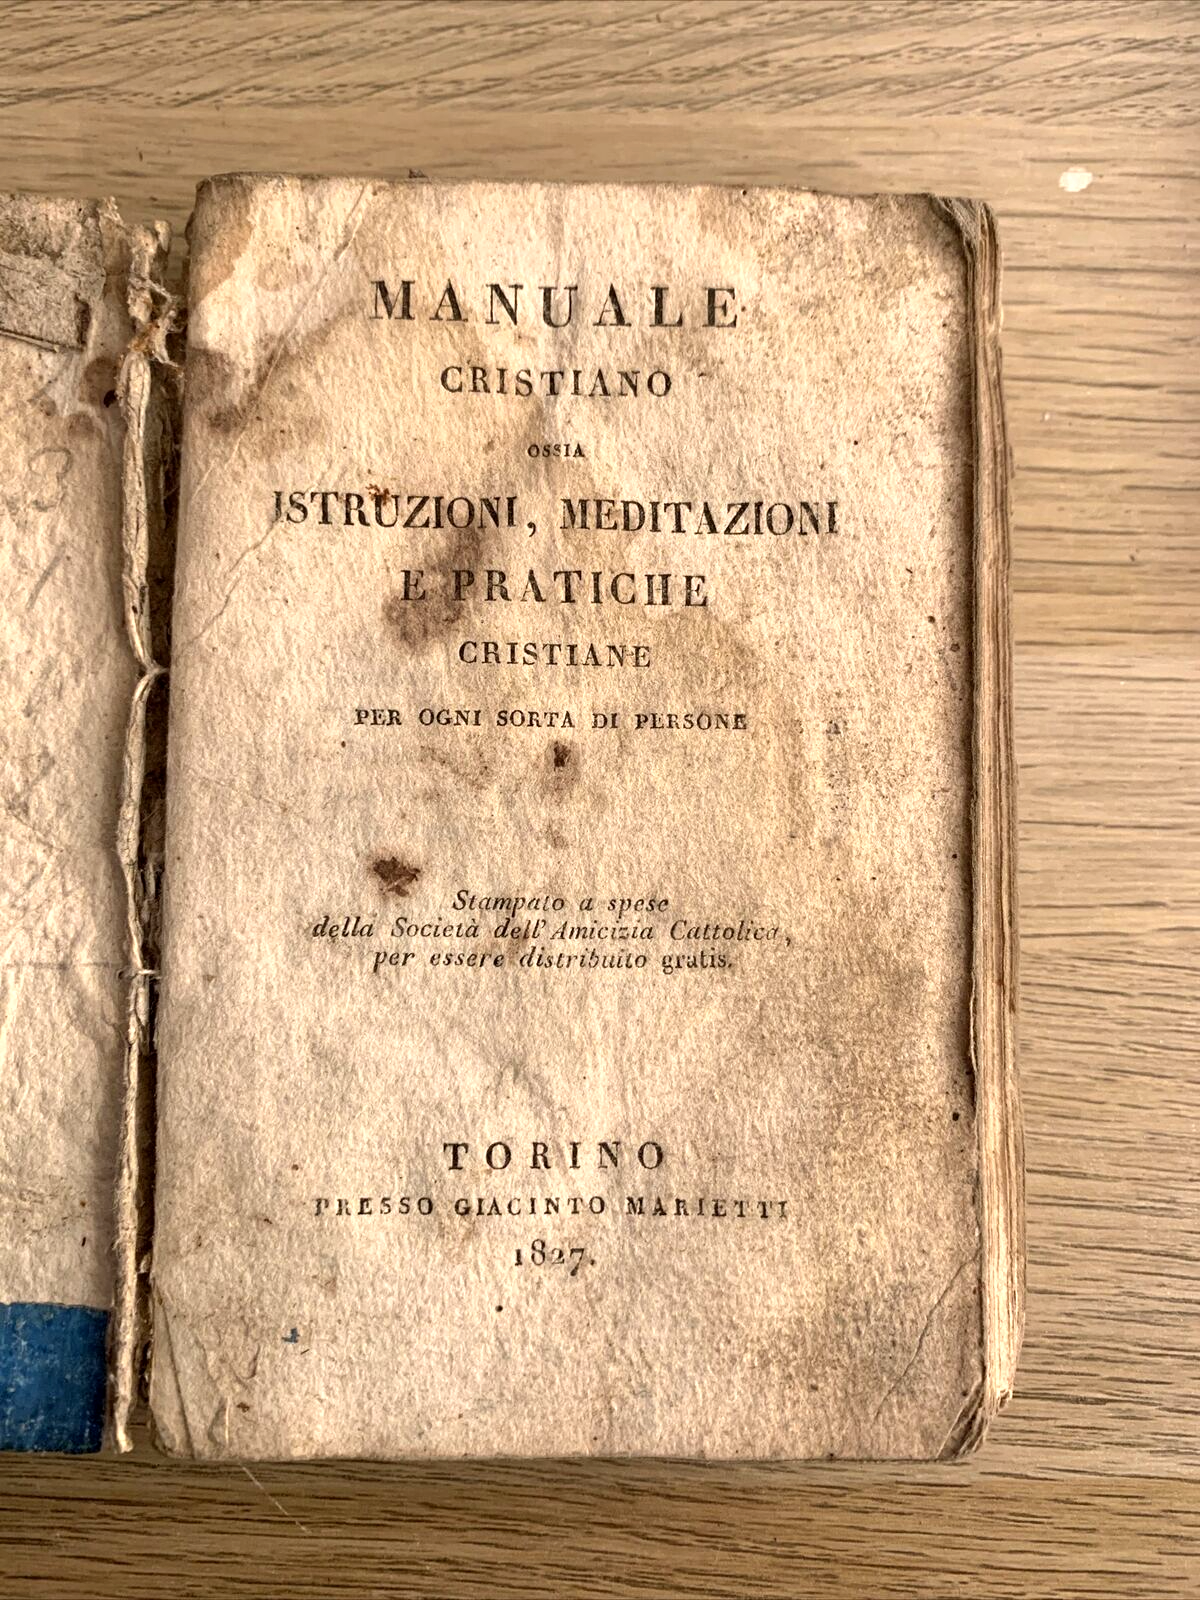 MANUALE
CRISTIANO
OSSIA
ISTRUZIONI, MEDITAZIONI
E PRATICHE
CRISTIANE
PER OGNI SORTA DI PERSONE
Stampato a spese
della Società dell'Amicizia Cattolica,
per essere distribuito gratis.
TORINO
PRESSO GIACINTO MARIETTI
1827.